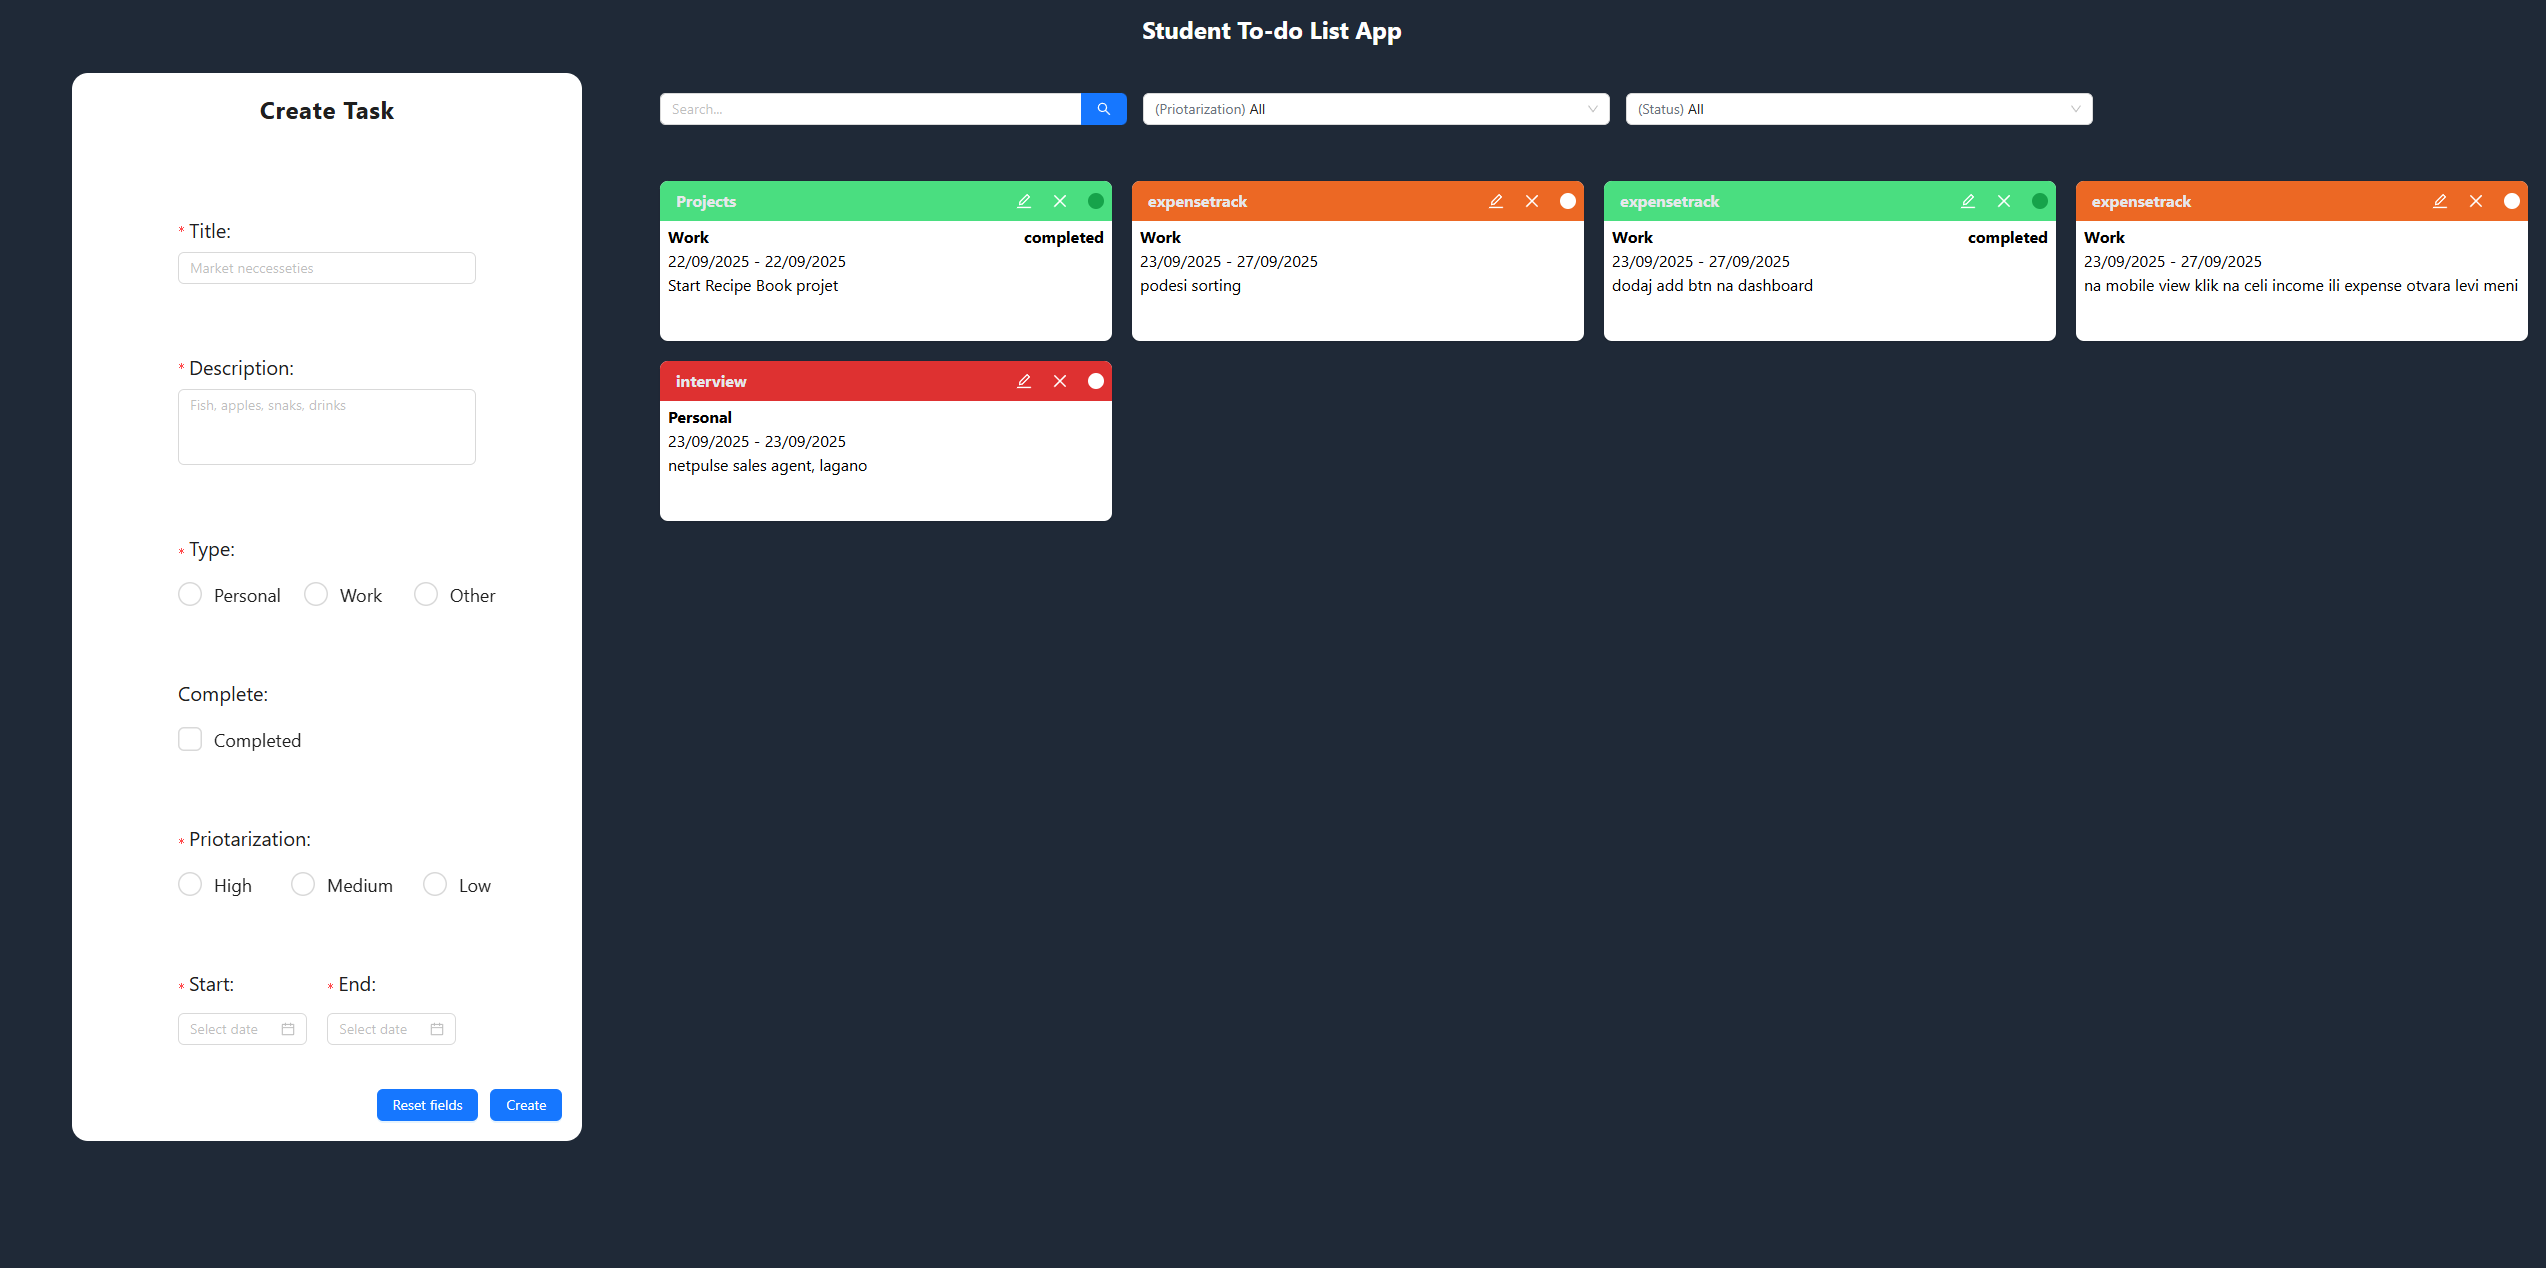 Student To-do List App
Create Task
* Title:
Market neccesseties
* Description:
Fish, apples, snaks, drinks
* Type:
Personal Work Other
Complete:
Completed
* Priotarization:
High Medium Low
* Start: * End:
Select date Select date
Reset fields Create
Search... (Priotarization) All (Status) All
Projects
Work completed
22/09/2025 - 22/09/2025
Start Recipe Book projet
expensetrack
Work
23/09/2025 - 27/09/2025
podesi sorting
expensetrack
Work completed
23/09/2025 - 27/09/2025
dodaj add btn na dashboard
expensetrack
Work
23/09/2025 - 27/09/2025
na mobile view klik na celi income ili expense otvara levi meni
interview
Personal
23/09/2025 - 23/09/2025
netpulse sales agent, lagano